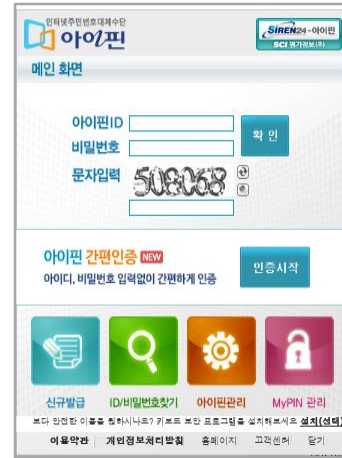 인터넷주민번호대체수단
아이핀
SIREN24-아이핀
SCI 평가정보(주)
메인 화면
아이핀ID
비밀번호
확 인
문자입력
508068
아이핀 간편인증 NEW
아이디, 비밀번호 입력없이 간편하게 인증
인증시작
신규발급 ID/비밀번호찾기 아이핀관리 MyPIN 관리
보다 안전한 이용을 원하시나요? 키보드 보안 프로그램을 설치해보세요 설치(선택)
이용약관 개인정보처리방침 홈페이지 고객센터 닫기